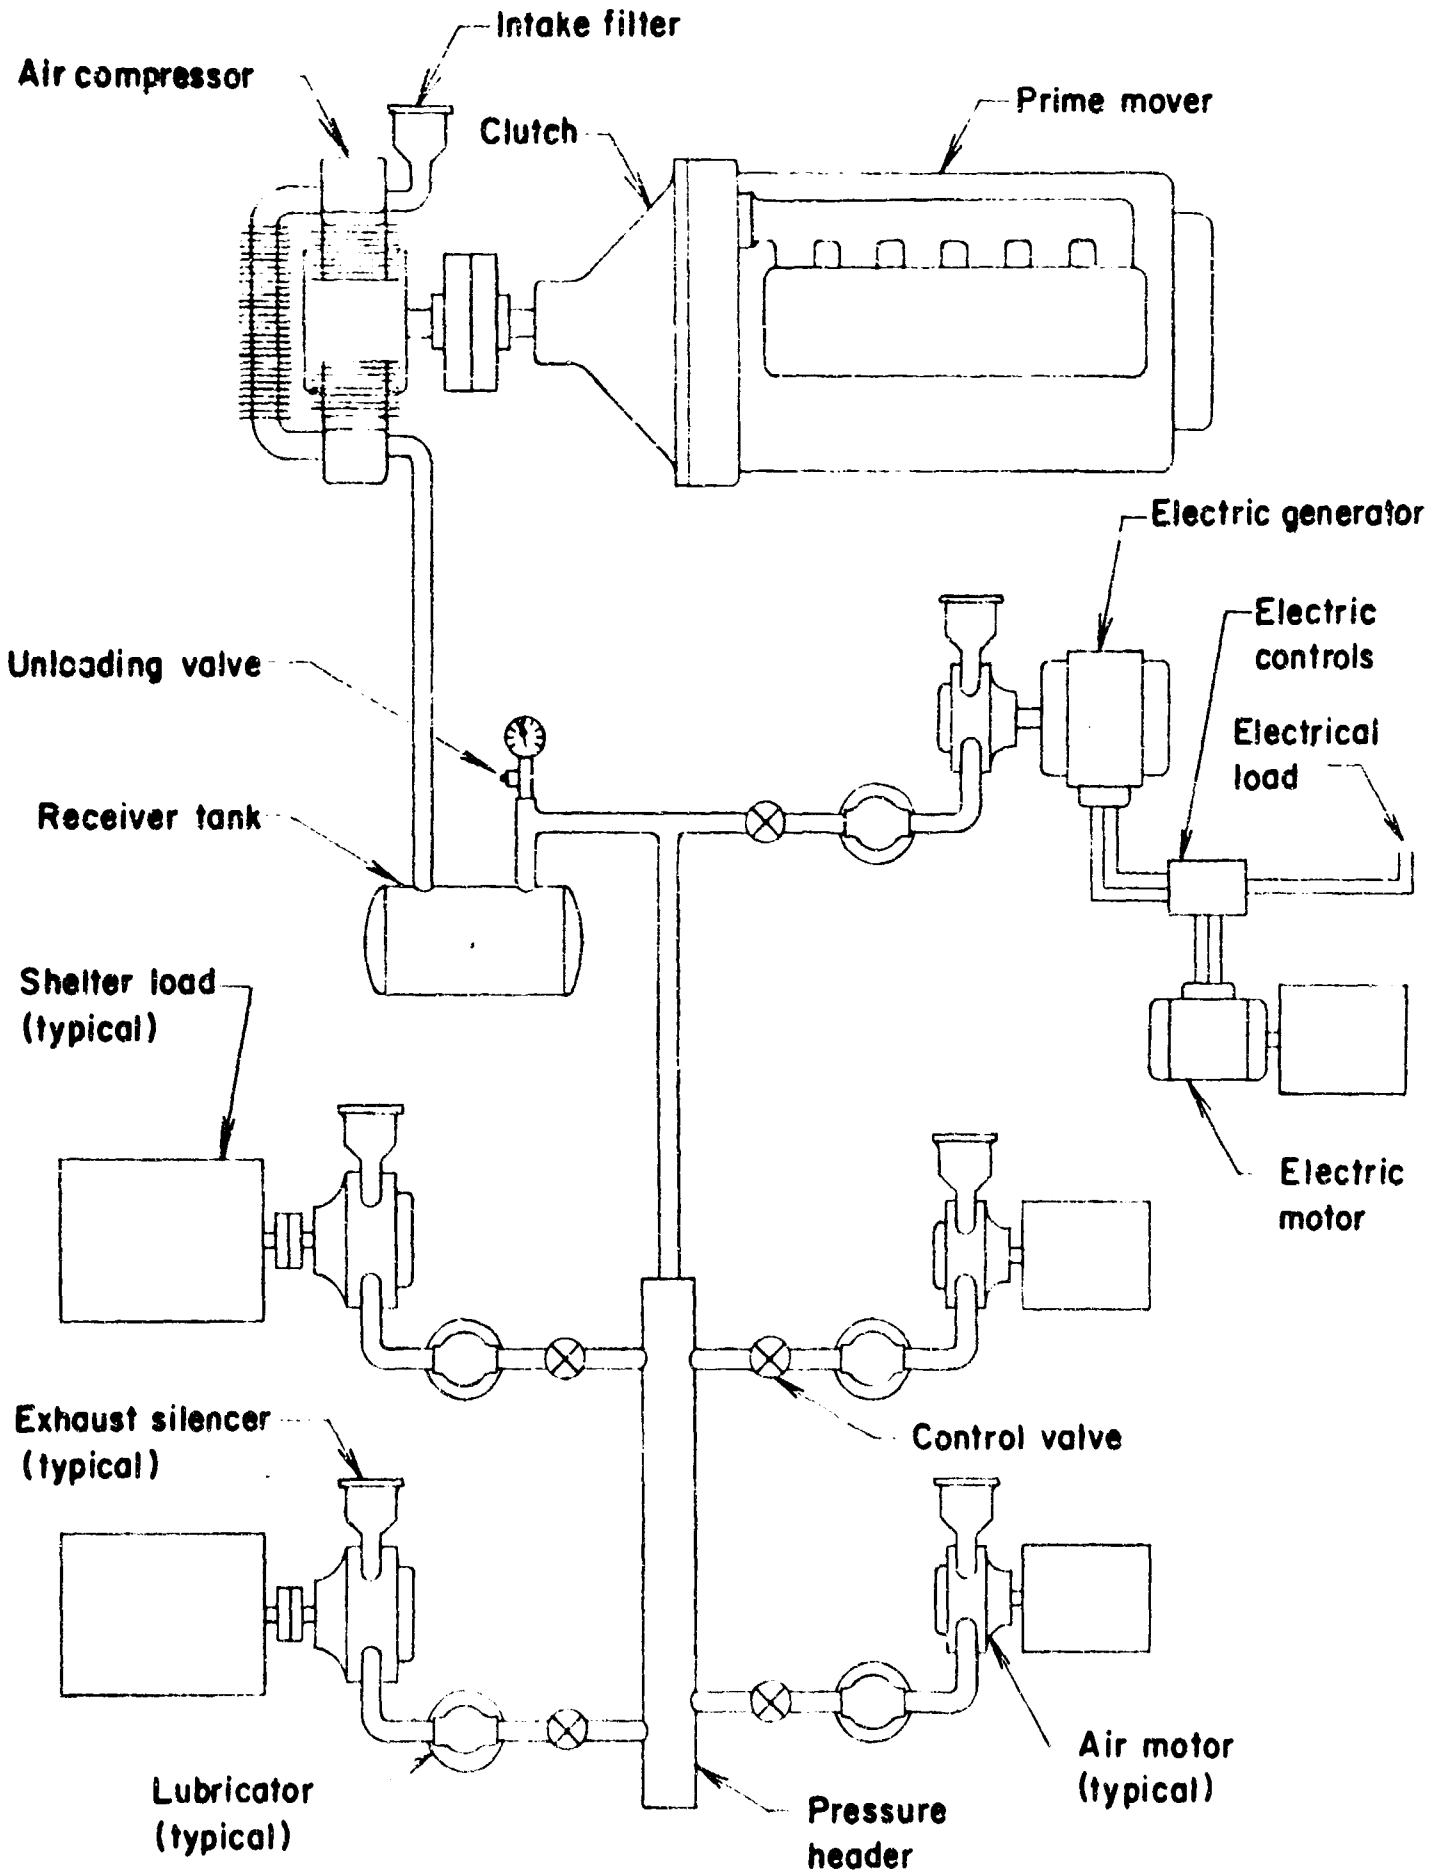 Intake filter
Air compressor
Clutch
Prime mover
Electric generator
Electric
controls
Unloading valve
Electrical
load
Receiver tank
Shelter load
(typical)
Electric
motor
Exhaust silencer
(typical)
Control valve
Air motor
(typical)
Lubricator
(typical)
Pressure
header